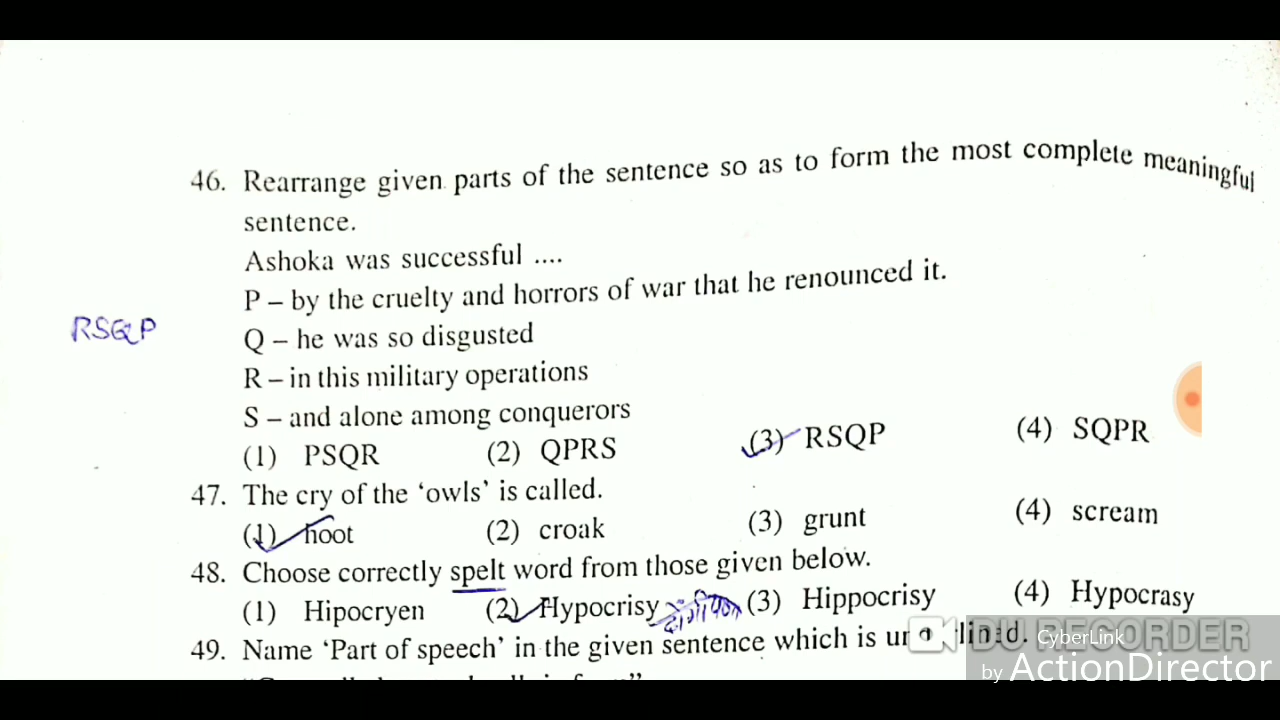 46. Rearrange given parts of the sentence so as to form the most complete meaningful
sentence.
Ashoka was successful ....
P – by the cruelty and horrors of war that he renounced it.
RSQP
Q – he was so disgusted
R – in this military operations
S – and alone among conquerors
(1) PSQR (2) QPRS (3) RSQP (4) SQPR
47. The cry of the ‘owls’ is called.
(1) hoot (2) croak (3) grunt (4) scream
48. Choose correctly spelt word from those given below.
(1) Hipocryen (2) Hypocrisy (3) Hippocrisy (4) Hypocrasy
49. Name ‘Part of speech’ in the given sentence which is
DU RECORDER
CyberLink
by ActionDirector